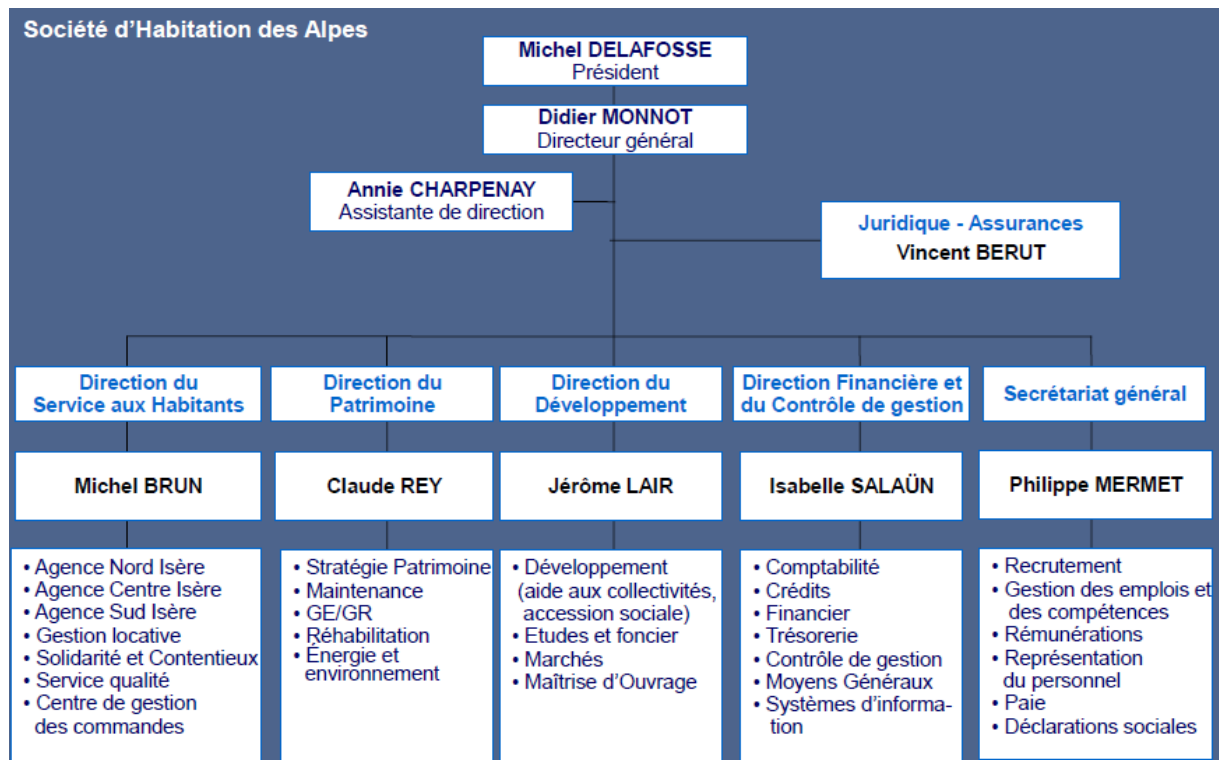 Société d'Habitation des Alpes
Michel DELAFOSSE
Président
Didier MONNOT
Directeur général
Annie CHARPENAY
Assistante de direction
Juridique - Assurances
Vincent BERUT
Direction du
Service aux Habitants
Direction du
Patrimoine
Direction du
Développement
Direction Financière et
du Contrôle de gestion
Secrétariat général
Michel BRUN
Claude REY
Jérôme LAIR
Isabelle SALAÜN
Philippe MERMET
• Agence Nord Isère
• Agence Centre Isère
• Agence Sud Isère
• Gestion locative
• Solidarité et Contentieux
• Service qualité
• Centre de gestion
des commandes
• Stratégie Patrimoine
• Maintenance
• GE/GR
• Réhabilitation
• Énergie et
environnement
• Développement
(aide aux collectivités,
accession sociale)
• Etudes et foncier
• Marchés
• Maîtrise d'Ouvrage
• Comptabilité
• Crédits
• Financier
• Trésorerie
• Contrôle de gestion
• Moyens Généraux
• Systèmes d'informa-
tion
• Recrutement
• Gestion des emplois et
des compétences
• Rémunérations
• Représentation
du personnel
• Paie
• Déclarations sociales